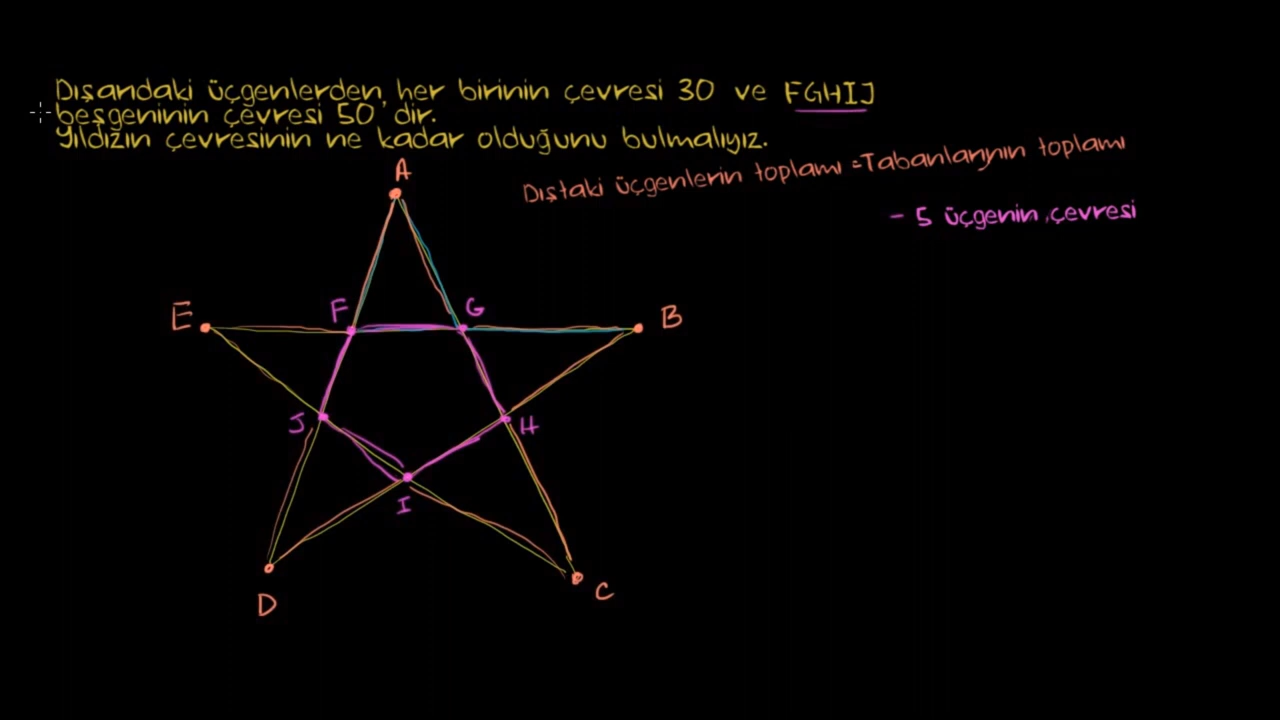 Dışarıdaki üçgenlerden, her birinin çevresi 30 ve FGHIJ
beşgeninin çevresi 50' dir.
Yıldızın çevresinin ne kadar olduğunu bulmalıyız.
Dıştaki üçgenlerin toplamı = Tabanlarının toplamı
- 5 üçgenin çevresi
A
E
F
G
B
J
H
I
D
C